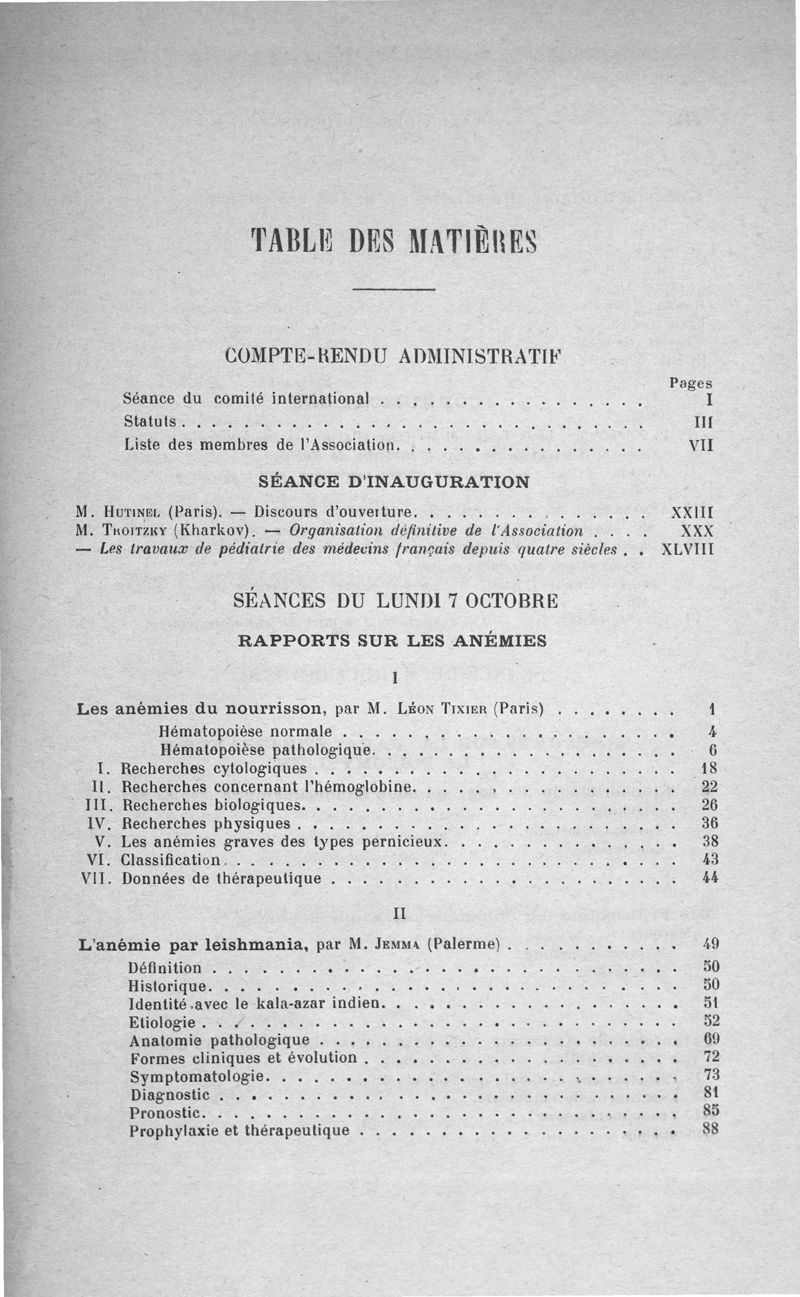 TABLE DES MATIÈRES
COMPTE-RENDU ADMINISTRATIF
Pages
Séance du comité international . . . . . . . . . . . . . . . . . I
Statuts . . . . . . . . . . . . . . . . . . . . . . . . . . . . . III
Liste des membres de l'Association. . . . . . . . . . . . . . . . VII
SÉANCE D'INAUGURATION
M. HUTINEL (Paris). — Discours d'ouverture. . . . . . . . . . . . . . XXIII
M. TROITZKY (Kharkov). — Organisation définitive de l'Association . . . . XXX
— Les travaux de pédiatrie des médecins français depuis quatre siècles . . XLVIII
SÉANCES DU LUNDI 7 OCTOBRE
RAPPORTS SUR LES ANÉMIES
I
Les anémies du nourrisson, par M. LÉON TIXIER (Paris) . . . . . . . . 1
Hématopoièse normale . . . . . . . . . . . . . . . . . . . . . 4
Hématopoièse pathologique. . . . . . . . . . . . . . . . . . . 6
I. Recherches cytologiques . . . . . . . . . . . . . . . . . . . . . . 18
II. Recherches concernant l'hémoglobine. . . . . . . . . . . . . . . . . 22
III. Recherches biologiques. . . . . . . . . . . . . . . . . . . . . . . 26
IV. Recherches physiques . . . . . . . . . . . . . . . . . . . . . . . 36
V. Les anémies graves des types pernicieux. . . . . . . . . . . . . . . 38
VI. Classification. . . . . . . . . . . . . . . . . . . . . . . . . . . . 43
VII. Données de thérapeutique . . . . . . . . . . . . . . . . . . . . . 44
II
L'anémie par leishmania, par M. JEMMA (Palerme) . . . . . . . . . . . 49
Définition . . . . . . . . . . . . . . . . . . . . . . . . . . . . . 50
Historique. . . . . . . . . . . . . . . . . . . . . . . . . . . . . 50
Identité avec le kala-azar indien. . . . . . . . . . . . . . . . . . . 51
Etiologie . . . . . . . . . . . . . . . . . . . . . . . . . . . . . . 52
Anatomie pathologique . . . . . . . . . . . . . . . . . . . . . . 69
Formes cliniques et évolution . . . . . . . . . . . . . . . . . . . 72
Symptomatologie. . . . . . . . . . . . . . . . . . . . . . . . . . 73
Diagnostic . . . . . . . . . . . . . . . . . . . . . . . . . . . . . 81
Pronostic. . . . . . . . . . . . . . . . . . . . . . . . . . . . . . 85
Prophylaxie et thérapeutique . . . . . . . . . . . . . . . . . . . . 88